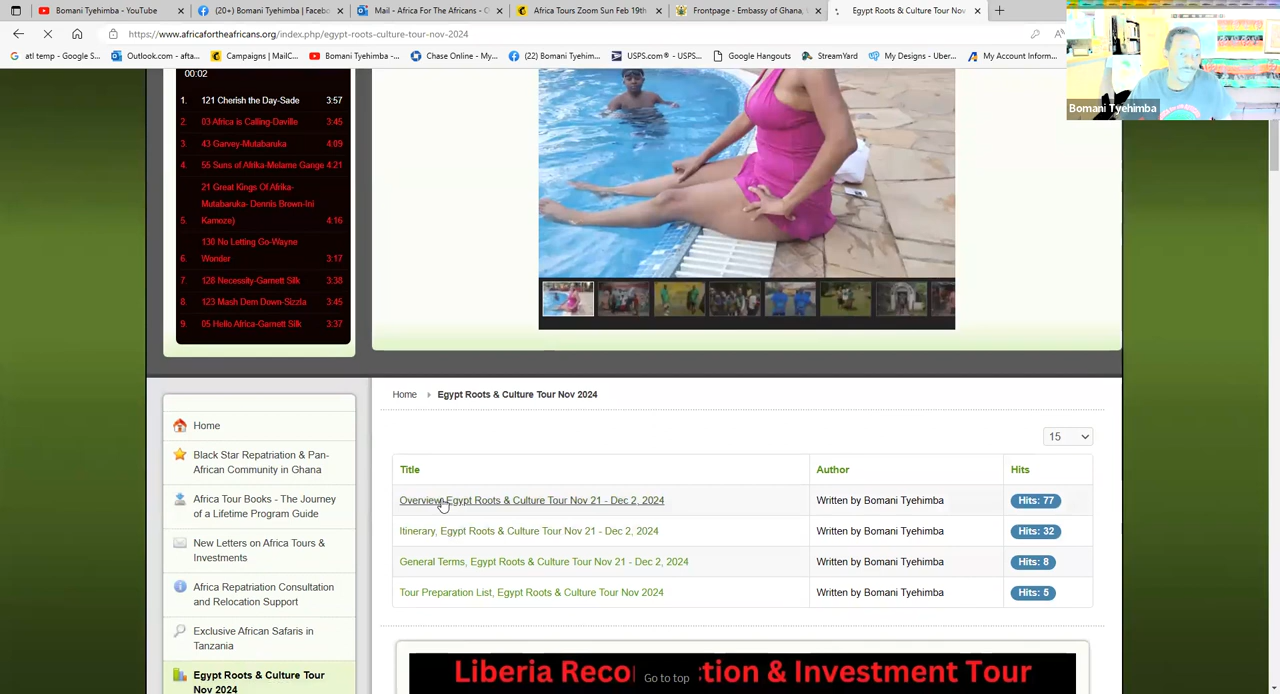 Bomani Tyehimba - YouTube
(20+) Bomani Tyehimba | Faceb
Mail - Africa For The Africans - O
Africa Tours Zoom Sun Feb 19th
Frontpage - Embassy of Ghana,
Egypt Roots & Culture Tour Nov
https://www.africafortheafricans.org/index.php/egypt-roots-culture-tour-nov-2024
atl temp - Google S...
Outlook.com - afta...
Campaigns | MailC...
Bomani Tyehimba -...
Chase Online - My...
(22) Bomani Tyehim...
USPS.com® - USPS...
Google Hangouts
StreamYard
My Designs - Uber...
My Account Inform...
Bomani Tyehimba
00:02
1. 121 Cherish the Day-Sade 3:57
2. 03 Africa is Calling-Daville 3:45
3. 43 Garvey-Mutabaruka 4:09
4. 55 Suns of Afrika-Melame Gange 4:21
21 Great Kings Of Afrika-
Mutabaruka- Dennis Brown-Ini
5. Kamoze) 4:16
130 No Letting Go-Wayne
6. Wonder 3:17
7. 128 Necessity-Garnett Silk 3:38
8. 123 Mash Dem Down-Sizzla 3:45
9. 05 Hello Africa-Garnett Silk 3:37
Home
Black Star Repatriation & Pan-
African Community in Ghana
Africa Tour Books - The Journey
of a Lifetime Program Guide
New Letters on Africa Tours &
Investments
Africa Repatriation Consultation
and Relocation Support
Exclusive African Safaris in
Tanzania
Egypt Roots & Culture Tour
Nov 2024
Home Egypt Roots & Culture Tour Nov 2024
15
Title Author Hits
Overview, Egypt Roots & Culture Tour Nov 21 - Dec 2, 2024 Written by Bomani Tyehimba Hits: 77
Itinerary, Egypt Roots & Culture Tour Nov 21 - Dec 2, 2024 Written by Bomani Tyehimba Hits: 32
General Terms, Egypt Roots & Culture Tour Nov 21 - Dec 2, 2024 Written by Bomani Tyehimba Hits: 8
Tour Preparation List, Egypt Roots & Culture Tour Nov 2024 Written by Bomani Tyehimba Hits: 5
Liberia Reco tion & Investment Tour
Go to top